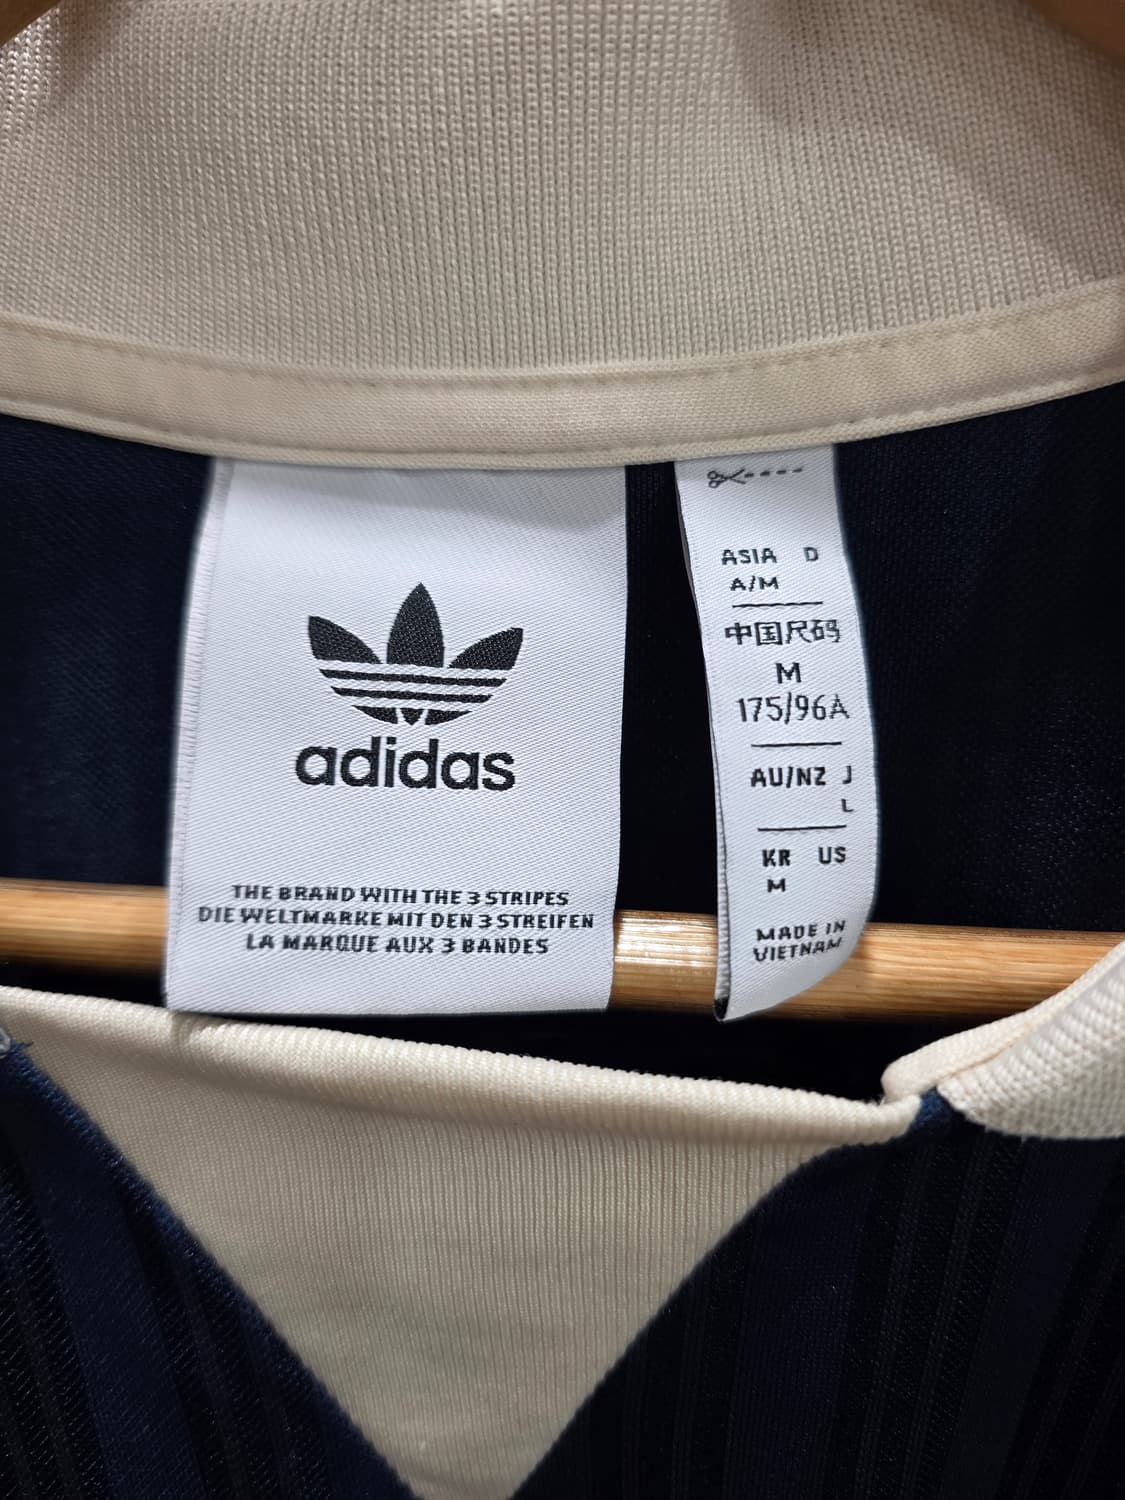 adidas
THE BRAND WITH THE 3 STRIPES
DIE WELTMARKE MIT DEN 3 STREIFEN
LA MARQUE AUX 3 BANDES
ASIA D
A/M
中国尺码
M
175/96A
AU/NZ J
L
KR US
M
MADE IN
VIETNAM